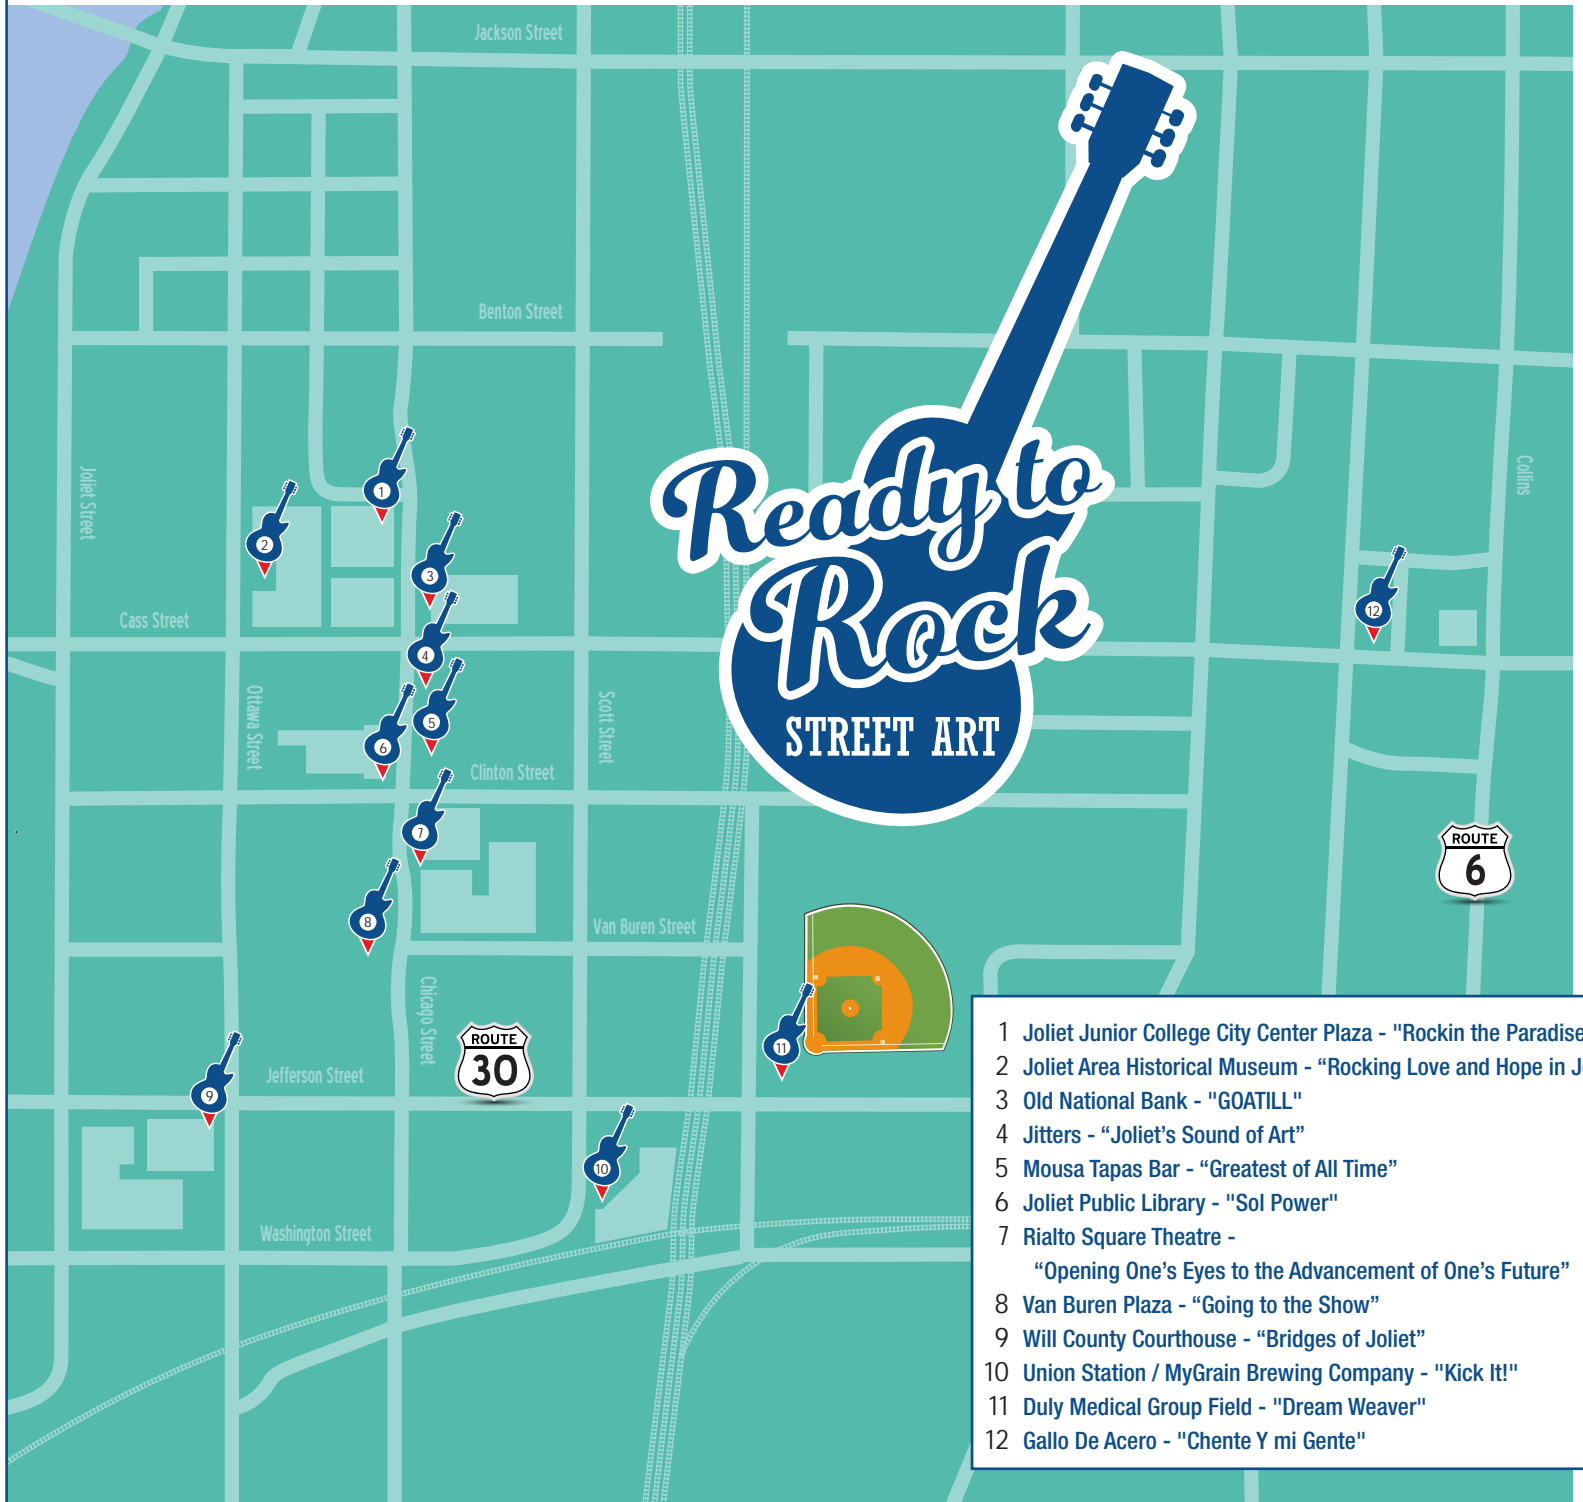 Jackson Street
Benton Street
Joliet Street
Collins
Ready to
Rock
STREET ART
1
2
3
4
5
6
7
8
9
10
11
12
Cass Street
Ottawa Street
Scott Street
Clinton Street
ROUTE
6
Van Buren Street
Chicago Street
ROUTE
30
Jefferson Street
Washington Street
1 Joliet Junior College City Center Plaza - "Rockin the Paradise
2 Joliet Area Historical Museum - “Rocking Love and Hope in J
3 Old National Bank - "GOATILL"
4 Jitters - “Joliet’s Sound of Art”
5 Mousa Tapas Bar - “Greatest of All Time”
6 Joliet Public Library - "Sol Power"
7 Rialto Square Theatre -
“Opening One’s Eyes to the Advancement of One’s Future”
8 Van Buren Plaza - “Going to the Show”
9 Will County Courthouse - “Bridges of Joliet”
10 Union Station / MyGrain Brewing Company - "Kick It!"
11 Duly Medical Group Field - "Dream Weaver"
12 Gallo De Acero - "Chente Y mi Gente"